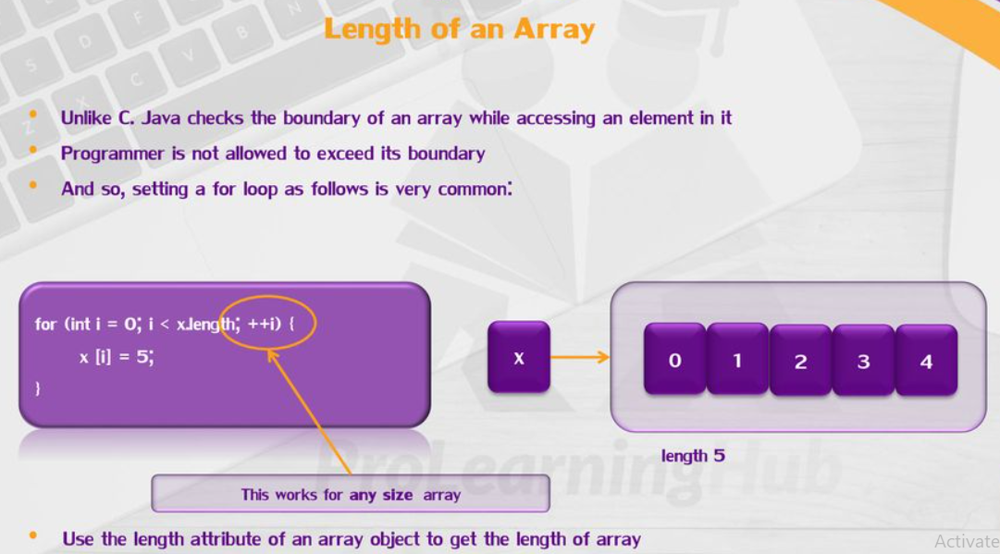 Length of an Array
Unlike C. Java checks the boundary of an array while accessing an element in it
Programmer is not allowed to exceed its boundary
And so, setting a for loop as follows is very common:
for (int i = 0; i < x.length; ++i) {
x [i] = 5;
}
x
0 1 2 3 4
length 5
This works for any size array
Use the length attribute of an array object to get the length of array
ProLearningHub
Activate